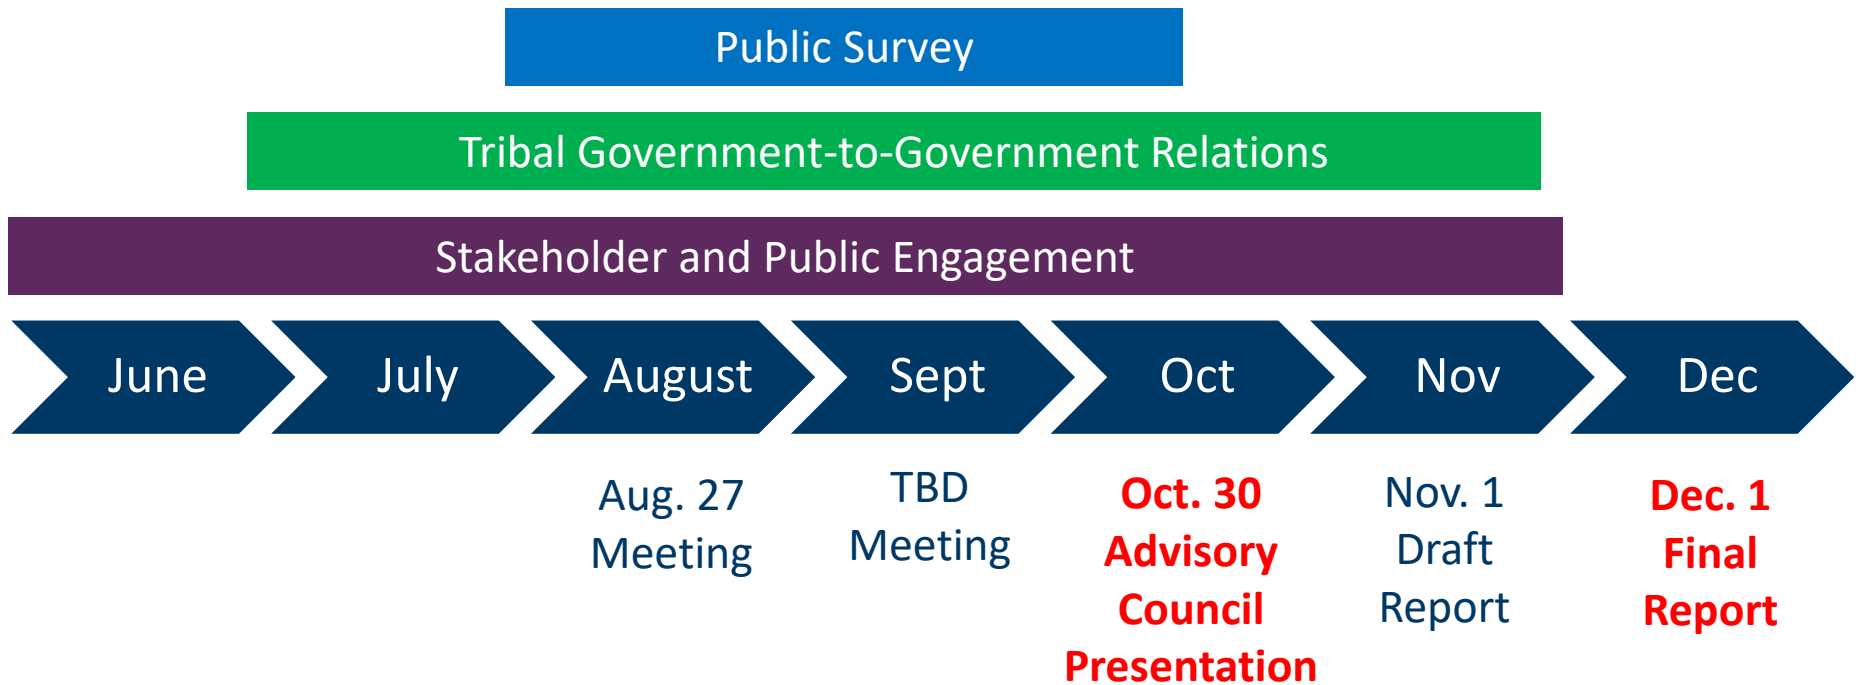 Public Survey
Tribal Government-to-Government Relations
Stakeholder and Public Engagement
June
July
August
Sept
Oct
Nov
Dec
Aug. 27
Meeting
TBD
Meeting
Oct. 30
Advisory
Council
Presentation
Nov. 1
Draft
Report
Dec. 1
Final
Report